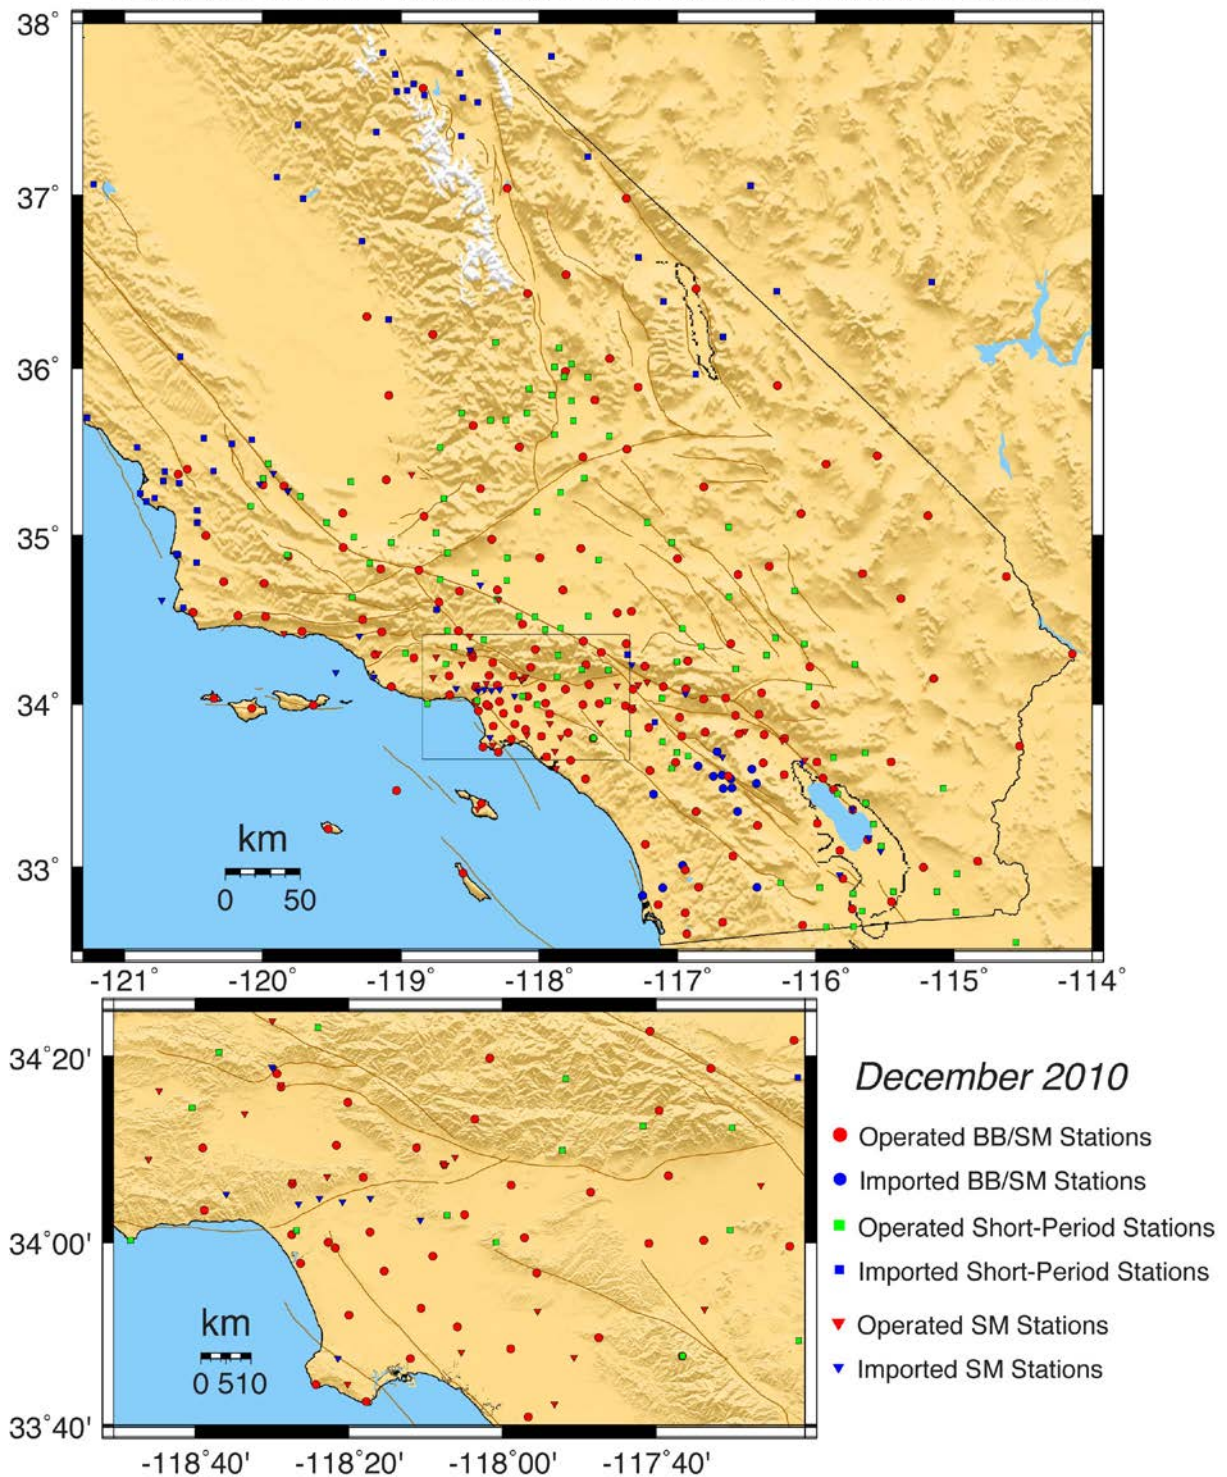 38°
37°
36°
35°
34°
33°
km
0 50
-121° -120° -119° -118° -117° -116° -115° -114°
34°20'
34°00'
33°40'
km
0 510
-118°40' -118°20' -118°00' -117°40'
December 2010
Operated BB/SM Stations
Imported BB/SM Stations
Operated Short-Period Stations
Imported Short-Period Stations
Operated SM Stations
Imported SM Stations